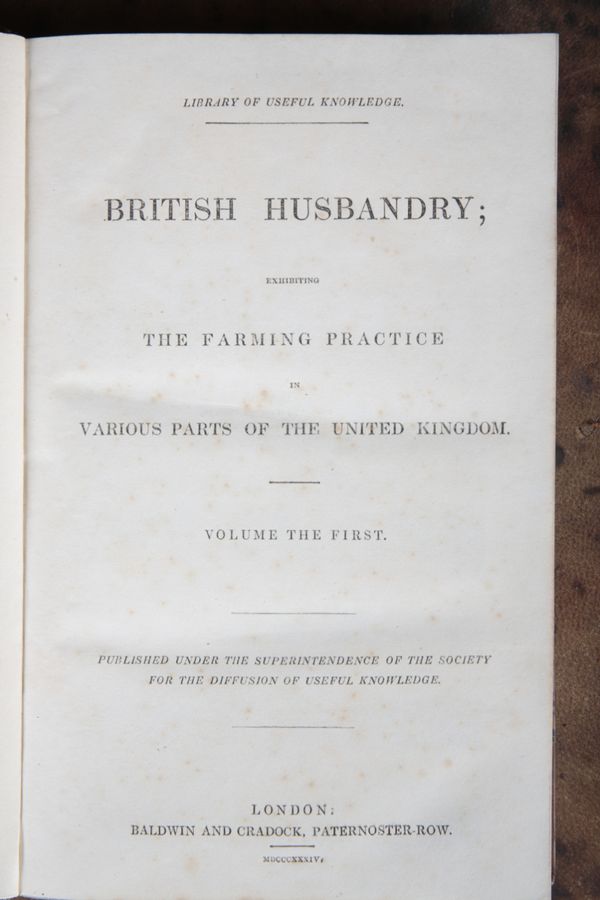 LIBRARY OF USEFUL KNOWLEDGE.
BRITISH HUSBANDRY;
EXHIBITING
THE FARMING PRACTICE
IN
VARIOUS PARTS OF THE UNITED KINGDOM.
VOLUME THE FIRST.
PUBLISHED UNDER THE SUPERINTENDENCE OF THE SOCIETY
FOR THE DIFFUSION OF USEFUL KNOWLEDGE.
LONDON:
BALDWIN AND CRADOCK, PATERNOSTER-ROW.
MDCCCXXXIV.